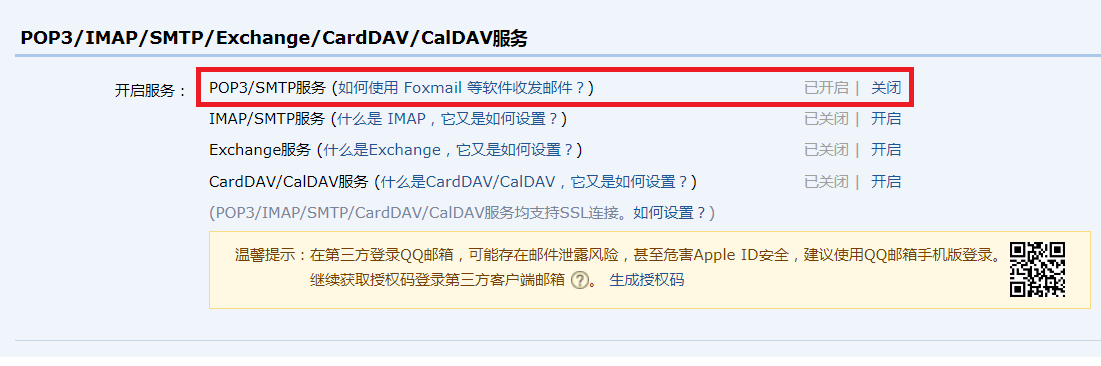 POP3/IMAP/SMTP/Exchange/CardDAV/CalDAV服务
开启服务： POP3/SMTP服务 (如何使用 Foxmail 等软件收发邮件？) 已开启 | 关闭
IMAP/SMTP服务 (什么是 IMAP，它又是如何设置？) 已关闭 | 开启
Exchange服务 (什么是Exchange，它又是如何设置？) 已关闭 | 开启
CardDAV/CalDAV服务 (什么是CardDAV/CalDAV，它又是如何设置？) 已关闭 | 开启
(POP3/IMAP/SMTP/CardDAV/CalDAV服务均支持SSL连接。如何设置？)
温馨提示：在第三方登录QQ邮箱，可能存在邮件泄露风险，甚至危害Apple ID安全，建议使用QQ邮箱手机版登录。
继续获取授权码登录第三方客户端邮箱 ? 。 生成授权码